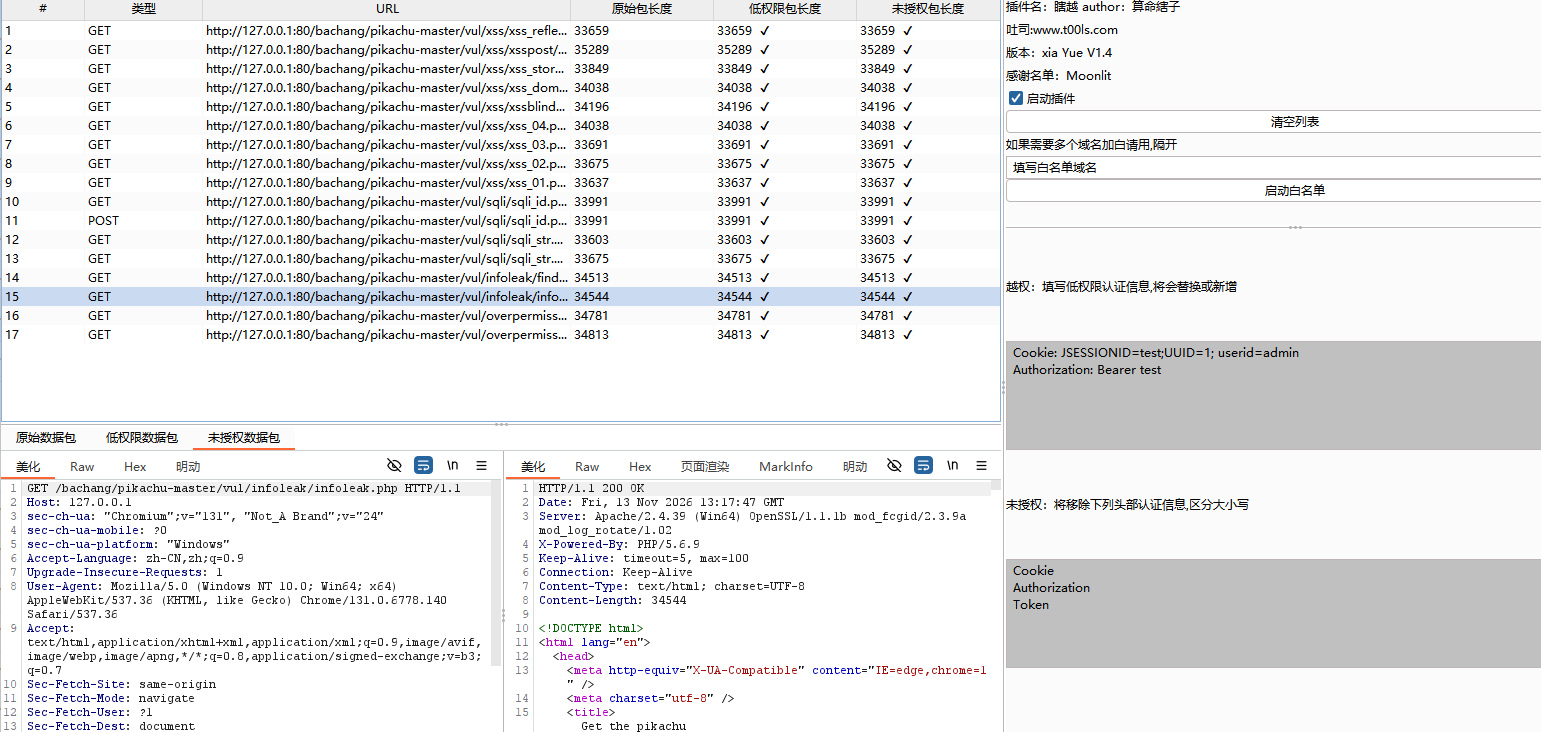 # 类型 URL 原始包长度 低权限包长度 未授权包长度
1 GET http://127.0.0.1:80/bachang/pikachu-master/vul/xss/xss_refle... 33659 33659 ✓ 33659 ✓
2 GET http://127.0.0.1:80/bachang/pikachu-master/vul/xss/xsspost/... 35289 35289 ✓ 35289 ✓
3 GET http://127.0.0.1:80/bachang/pikachu-master/vul/xss/xss_stor... 33849 33849 ✓ 33849 ✓
4 GET http://127.0.0.1:80/bachang/pikachu-master/vul/xss/xss_dom... 34038 34038 ✓ 34038 ✓
5 GET http://127.0.0.1:80/bachang/pikachu-master/vul/xss/xssblind... 34196 34196 ✓ 34196 ✓
6 GET http://127.0.0.1:80/bachang/pikachu-master/vul/xss/xss_04.p... 34038 34038 ✓ 34038 ✓
7 GET http://127.0.0.1:80/bachang/pikachu-master/vul/xss/xss_03.p... 33691 33691 ✓ 33691 ✓
8 GET http://127.0.0.1:80/bachang/pikachu-master/vul/xss/xss_02.p... 33675 33675 ✓ 33675 ✓
9 GET http://127.0.0.1:80/bachang/pikachu-master/vul/xss/xss_01.p... 33637 33637 ✓ 33637 ✓
10 GET http://127.0.0.1:80/bachang/pikachu-master/vul/sqli/sqli_id.p... 33991 33991 ✓ 33991 ✓
11 POST http://127.0.0.1:80/bachang/pikachu-master/vul/sqli/sqli_id.p... 33991 33991 ✓ 33991 ✓
12 GET http://127.0.0.1:80/bachang/pikachu-master/vul/sqli/sqli_str.... 33603 33603 ✓ 33603 ✓
13 GET http://127.0.0.1:80/bachang/pikachu-master/vul/sqli/sqli_str.... 33675 33675 ✓ 33675 ✓
14 GET http://127.0.0.1:80/bachang/pikachu-master/vul/infoleak/find... 34513 34513 ✓ 34513 ✓
15 GET http://127.0.0.1:80/bachang/pikachu-master/vul/infoleak/info... 34544 34544 ✓ 34544 ✓
16 GET http://127.0.0.1:80/bachang/pikachu-master/vul/overpermiss... 34781 34781 ✓ 34781 ✓
17 GET http://127.0.0.1:80/bachang/pikachu-master/vul/overpermiss... 34813 34813 ✓ 34813 ✓
原始数据包 低权限数据包 未授权数据包
美化 Raw Hex 明动 \n
1 GET /bachang/pikachu-master/vul/infoleak/infoleak.php HTTP/1.1
2 Host: 127.0.0.1
3 sec-ch-ua: "Chromium";v="131", "Not_A Brand";v="24"
4 sec-ch-ua-mobile: ?0
5 sec-ch-ua-platform: "Windows"
6 Accept-Language: zh-CN,zh;q=0.9
7 Upgrade-Insecure-Requests: 1
8 User-Agent: Mozilla/5.0 (Windows NT 10.0; Win64; x64)
AppleWebKit/537.36 (KHTML, like Gecko) Chrome/131.0.6778.140
Safari/537.36
9 Accept:
text/html,application/xhtml+xml,application/xml;q=0.9,image/avif,
image/webp,image/apng,*/*;q=0.8,application/signed-exchange;v=b3;
q=0.7
10 Sec-Fetch-Site: same-origin
11 Sec-Fetch-Mode: navigate
12 Sec-Fetch-User: ?1
13 Sec-Fetch-Dest: document
美化 Raw Hex 页面渲染 MarkInfo 明动 \n
1 HTTP/1.1 200 OK
2 Date: Fri, 13 Nov 2026 13:17:47 GMT
3 Server: Apache/2.4.39 (Win64) OpenSSL/1.1.1b mod_fcgid/2.3.9a
mod_log_rotate/1.02
4 X-Powered-By: PHP/5.6.9
5 Keep-Alive: timeout=5, max=100
6 Connection: Keep-Alive
7 Content-Type: text/html; charset=UTF-8
8 Content-Length: 34544
9
10 <!DOCTYPE html>
11 <html lang="en">
12 <head>
13 <meta http-equiv="X-UA-Compatible" content="IE=edge,chrome=1
" />
14 <meta charset="utf-8" />
15 <title>
Get the pikachu
插件名：瞎越 author：算命瞎子
吐司:www.t00ls.com
版本：xia Yue V1.4
感谢名单：Moonlit
启动插件
清空列表
如果需要多个域名加白请用,隔开
填写白名单域名
启动白名单
越权：填写低权限认证信息,将会替换或新增
Cookie: JSESSIONID=test;UUID=1; userid=admin
Authorization: Bearer test
未授权：将移除下列头部认证信息,区分大小写
Cookie
Authorization
Token